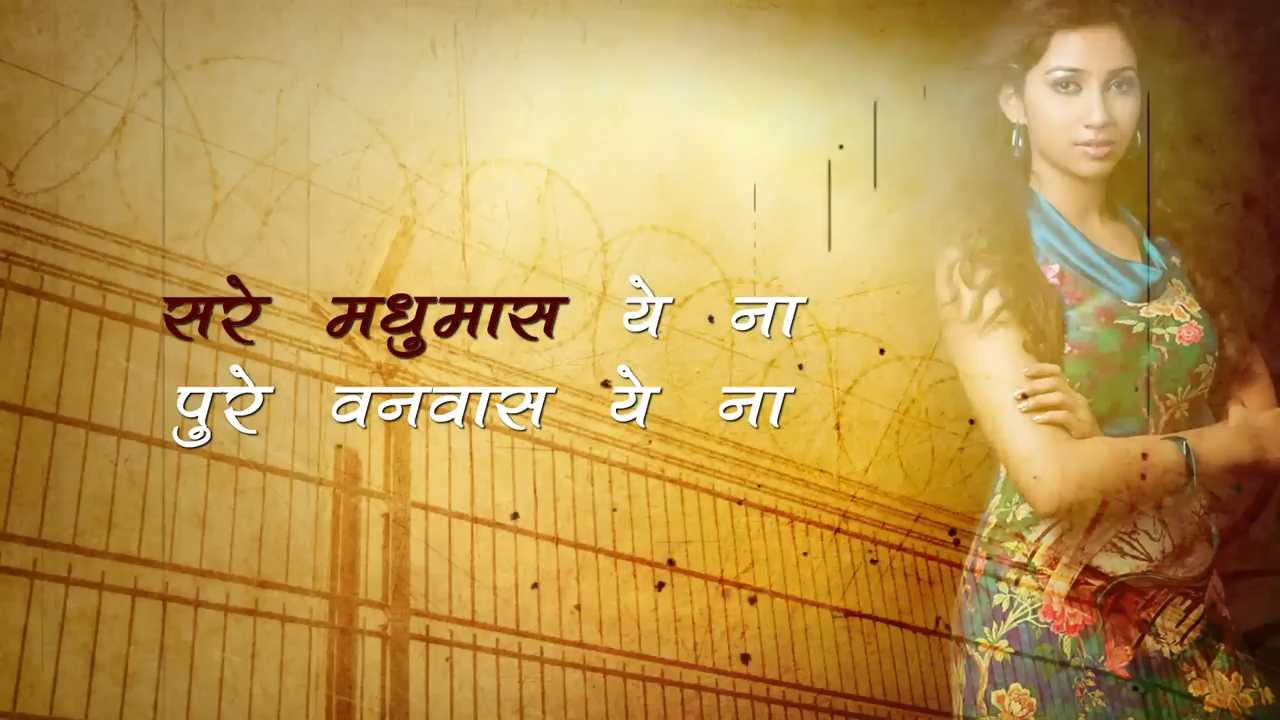 सरे मधुमास ये ना
पुरे वनवास ये ना